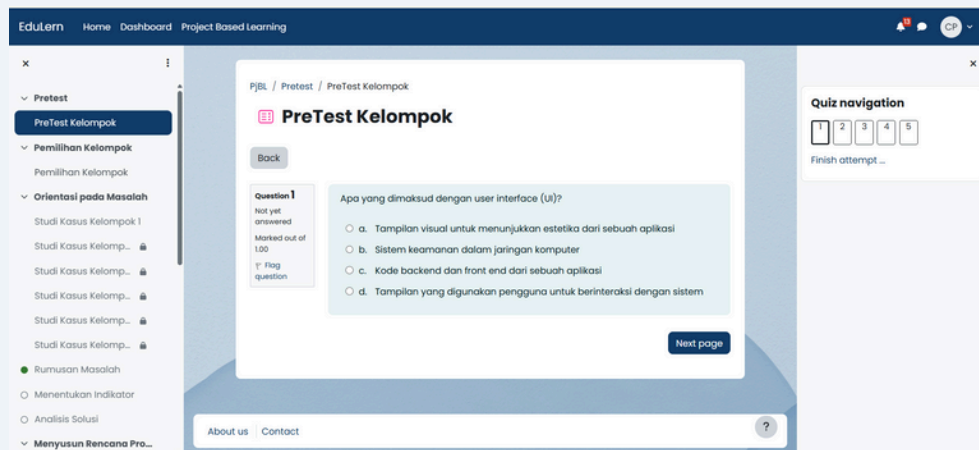 EduLern Home Dashboard Project Based Learning
13
CP
Pretest
PreTest Kelompok
Pemilihan Kelompok
Pemilihan Kelompok
Orientasi pada Masalah
Studi Kasus Kelompok 1
Studi Kasus Kelomp...
Studi Kasus Kelomp...
Studi Kasus Kelomp...
Studi Kasus Kelomp...
Studi Kasus Kelomp...
Rumusan Masalah
Menentukan Indikator
Analisis Solusi
Menyusun Rencana Pro...
PjBL / Pretest / PreTest Kelompok
PreTest Kelompok
Back
Question 1
Not yet
answered
Marked out of
1.00
Flag
question
Apa yang dimaksud dengan user interface (UI)?
a. Tampilan visual untuk menunjukkan estetika dari sebuah aplikasi
b. Sistem keamanan dalam jaringan komputer
c. Kode backend dan front end dari sebuah aplikasi
d. Tampilan yang digunakan pengguna untuk berinteraksi dengan sistem
Next page
About us Contact
?
Quiz navigation
1 2 3 4 5
Finish attempt ...